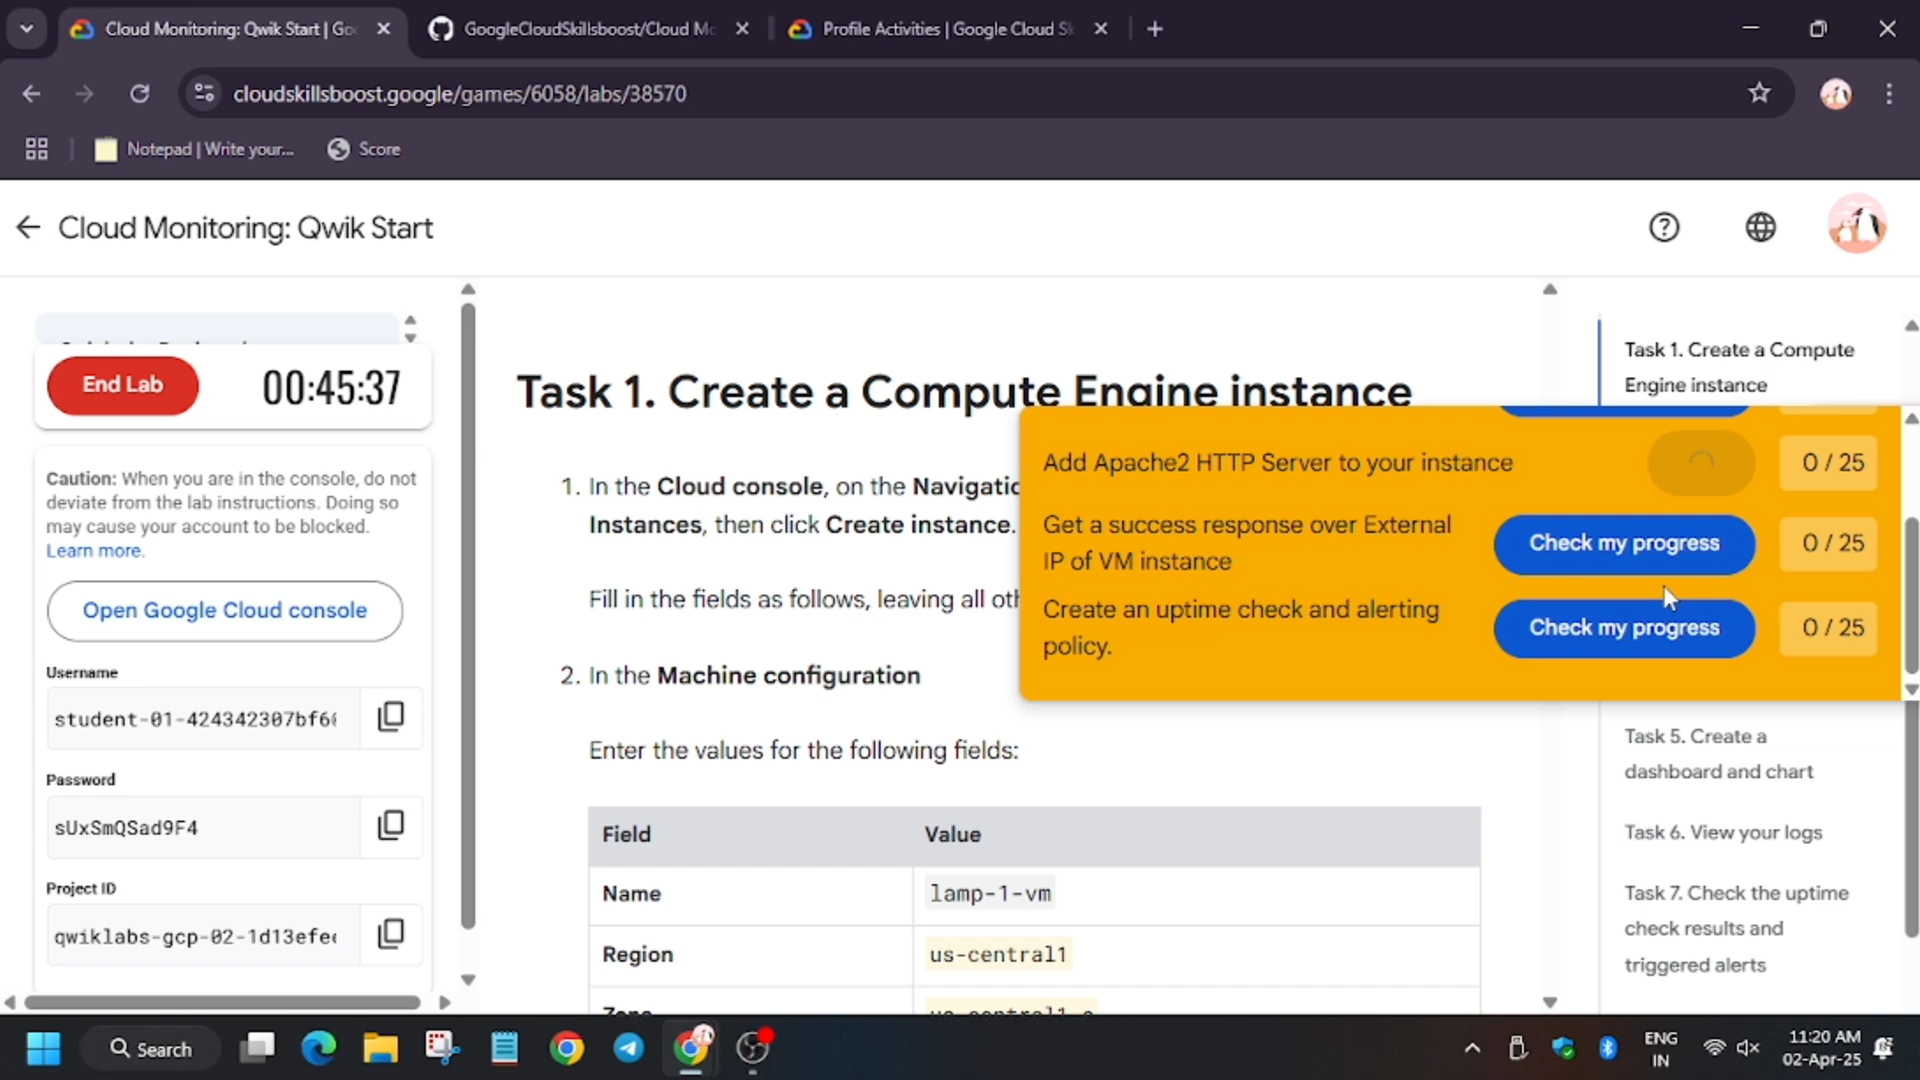 Cloud Monitoring: Qwik Start | Go
GoogleCloudSkillsboost/Cloud Mo
Profile Activities | Google Cloud Sk
cloudskillsboost.google/games/6058/labs/38570
Notepad | Write your...
Score
Cloud Monitoring: Qwik Start
End Lab
00:45:37
Caution: When you are in the console, do not
deviate from the lab instructions. Doing so
may cause your account to be blocked.
Learn more.
Open Google Cloud console
Username
student-01-424342307bf6
Password
sUxSmQSad9F4
Project ID
qwiklabs-gcp-02-1d13efe
Task 1. Create a Compute Engine instance
1. In the Cloud console, on the Navigatio
Instances, then click Create instance.
Fill in the fields as follows, leaving all oth
2. In the Machine configuration
Enter the values for the following fields:
Field Value
Name lamp-1-vm
Region us-central1
Add Apache2 HTTP Server to your instance
0 / 25
Get a success response over External
IP of VM instance
Check my progress
0 / 25
Create an uptime check and alerting
policy.
Check my progress
0 / 25
Task 1. Create a Compute
Engine instance
Task 5. Create a
dashboard and chart
Task 6. View your logs
Task 7. Check the uptime
check results and
triggered alerts
Search
ENG
IN
11:20 AM
02-Apr-25